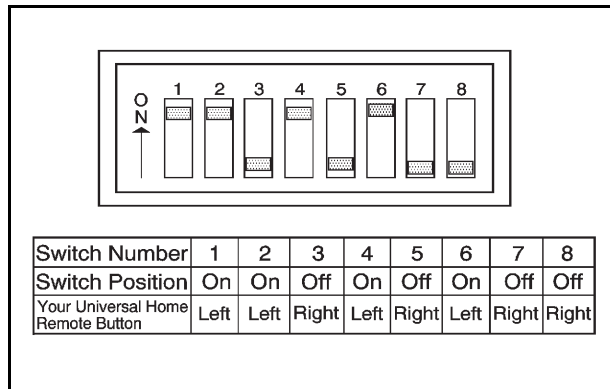 1 2 3 4 5 6 7 8
ON
Switch Number 1 2 3 4 5 6 7 8
Switch Position On On Off On Off On Off Off
Your Universal Home Remote Button Left Left Right Left Right Left Right Right